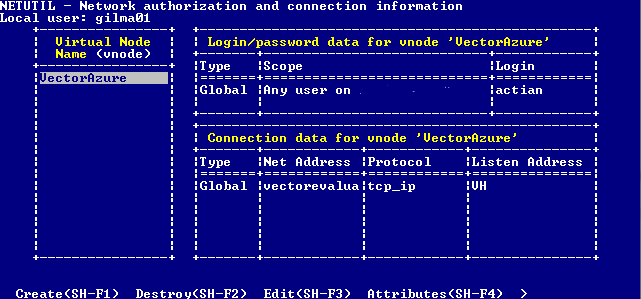 NETUTIL - Network authorization and connection information
Local user: gilma01
Virtual Node
Name (vnode)
VectorAzure
Login/password data for vnode 'VectorAzure'
Type Scope Login
Global Any user on actian
Connection data for vnode 'VectorAzure'
Type Net Address Protocol Listen Address
Global vectorevalua tcp_ip VH
Create(SH-F1) Destroy(SH-F2) Edit(SH-F3) Attributes(SH-F4) >